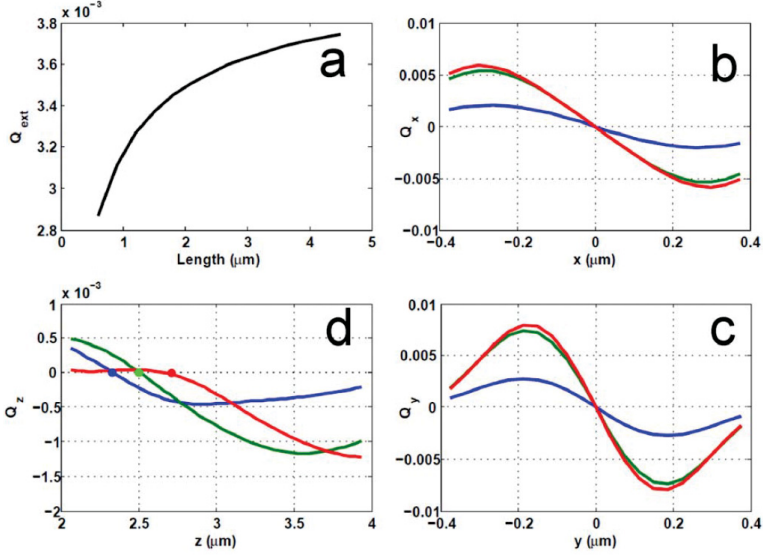 x 10⁻³
3.8
3.6
3.4
3.2
3
2.8
Q ext
0 1 2 3 4 5
Length (μm)
a
0.01
0.005
0
-0.005
-0.01
Q x
-0.4 -0.2 0 0.2 0.4
x (μm)
b
x 10⁻³
1
0.5
0
-0.5
-1
-1.5
-2
Q z
2 2.5 3 3.5 4
z (μm)
d
0.01
0.005
0
-0.005
-0.01
Q y
-0.4 -0.2 0 0.2 0.4
y (μm)
c